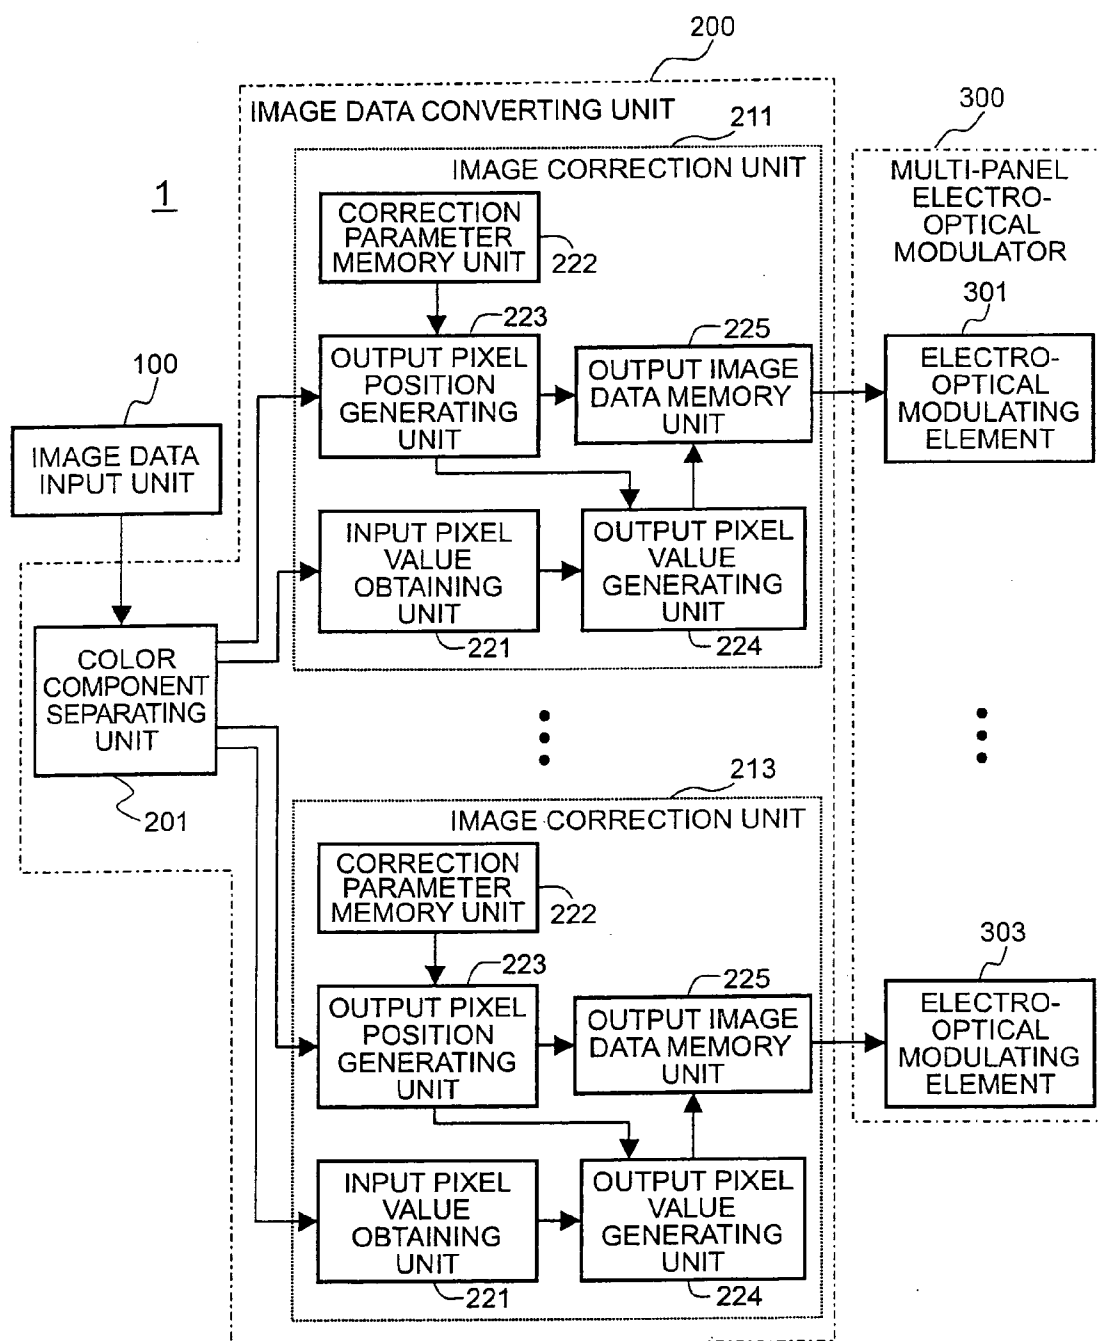 200
IMAGE DATA CONVERTING UNIT
211
300
IMAGE CORRECTION UNIT
MULTI-PANEL
ELECTRO-
OPTICAL
MODULATOR
1
CORRECTION
PARAMETER
MEMORY UNIT
222
223
225
301
OUTPUT PIXEL
POSITION
GENERATING
UNIT
OUTPUT IMAGE
DATA MEMORY
UNIT
ELECTRO-
OPTICAL
MODULATING
ELEMENT
100
IMAGE DATA
INPUT UNIT
INPUT PIXEL
VALUE
OBTAINING
UNIT
221
OUTPUT PIXEL
VALUE
GENERATING
UNIT
224
COLOR
COMPONENT
SEPARATING
UNIT
201
213
IMAGE CORRECTION UNIT
CORRECTION
PARAMETER
MEMORY UNIT
222
223
225
303
OUTPUT PIXEL
POSITION
GENERATING
UNIT
OUTPUT IMAGE
DATA MEMORY
UNIT
ELECTRO-
OPTICAL
MODULATING
ELEMENT
INPUT PIXEL
VALUE
OBTAINING
UNIT
221
OUTPUT PIXEL
VALUE
GENERATING
UNIT
224